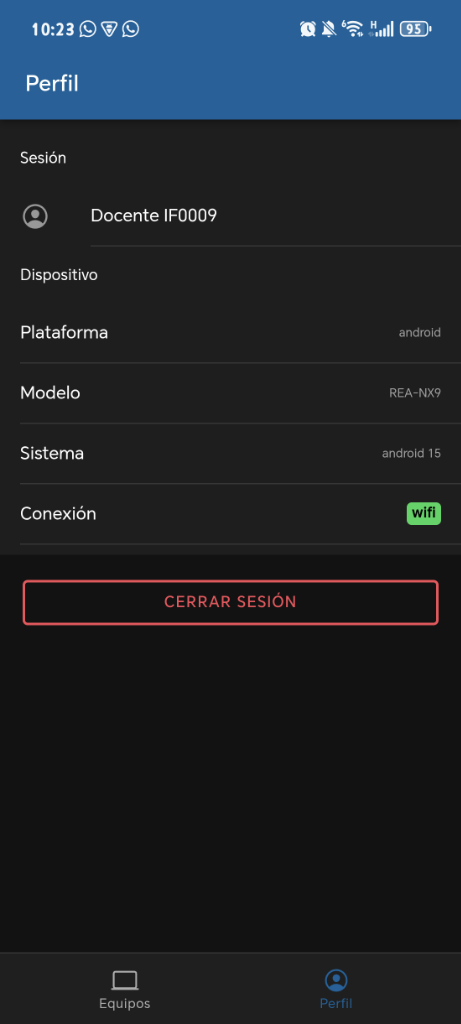 10:23
6
H
95
Perfil
Sesión
Docente IF0009
Dispositivo
Plataforma android
Modelo REA-NX9
Sistema android 15
Conexión wifi
CERRAR SESIÓN
Equipos Perfil